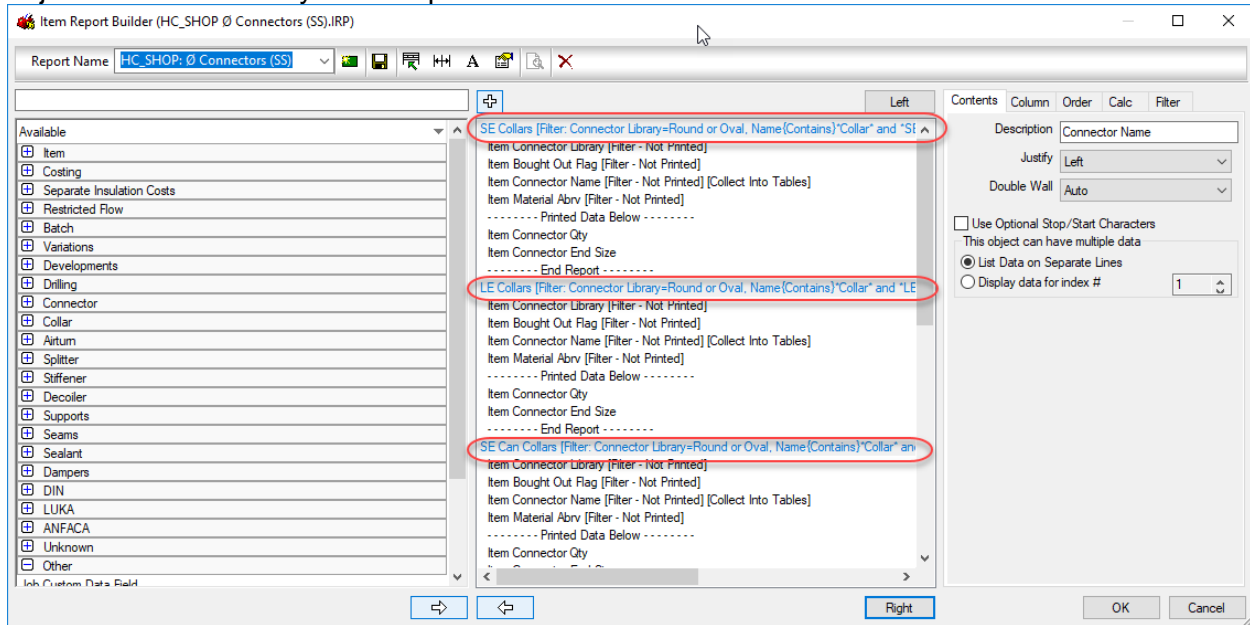 Item Report Builder (HC_SHOP Ø Connectors (SS).IRP)
Report Name HC_SHOP: Ø Connectors (SS)
Left
Available
Item
Costing
Separate Insulation Costs
Restricted Flow
Batch
Variations
Developments
Drilling
Connector
Collar
Airturn
Splitter
Stiffener
Decoiler
Supports
Seams
Sealant
Dampers
DIN
LUKA
ANFACA
Unknown
Other
Job Custom Data Field
SE Collars [Filter: Connector Library=Round or Oval, Name{Contains}*Collar* and *SE
Item Connector Library [Filter - Not Printed]
Item Bought Out Flag [Filter - Not Printed]
Item Connector Name [Filter - Not Printed] [Collect Into Tables]
Item Material Abrv [Filter - Not Printed]
- - - - - - - - Printed Data Below - - - - - - - -
Item Connector Qty
Item Connector End Size
- - - - - - - - End Report - - - - - - - -
LE Collars [Filter: Connector Library=Round or Oval, Name{Contains}*Collar* and *LE
Item Connector Library [Filter - Not Printed]
Item Bought Out Flag [Filter - Not Printed]
Item Connector Name [Filter - Not Printed] [Collect Into Tables]
Item Material Abrv [Filter - Not Printed]
- - - - - - - - Printed Data Below - - - - - - - -
Item Connector Qty
Item Connector End Size
- - - - - - - - End Report - - - - - - - -
SE Can Collars [Filter: Connector Library=Round or Oval, Name{Contains}*Collar* an
Item Connector Library [Filter - Not Printed]
Item Bought Out Flag [Filter - Not Printed]
Item Connector Name [Filter - Not Printed] [Collect Into Tables]
Item Material Abrv [Filter - Not Printed]
- - - - - - - - Printed Data Below - - - - - - - -
Item Connector Qty
Contents Column Order Calc Filter
Description Connector Name
Justify Left
Double Wall Auto
Use Optional Stop/Start Characters
This object can have multiple data
List Data on Separate Lines
Display data for index # 1
Right
OK Cancel